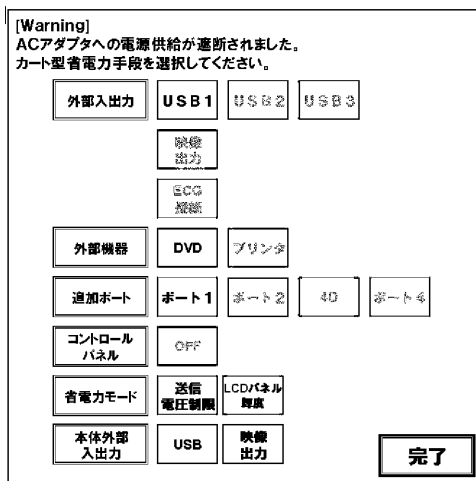 [Warning]
ACアダプタへの電源供給が遮断されました。
カート型省電力手段を選択してください。
外部入出力 USB1 USB2 USB3
映像
出力
ECG
外部機器 DVD プリンタ
追加ポート ポート1 ポート2 4D ポート4
コントロール
パネル
OFF
省電力モード
送信
電圧制限
LCDパネル
輝度
本体外部
入出力
USB
映像
出力
完了